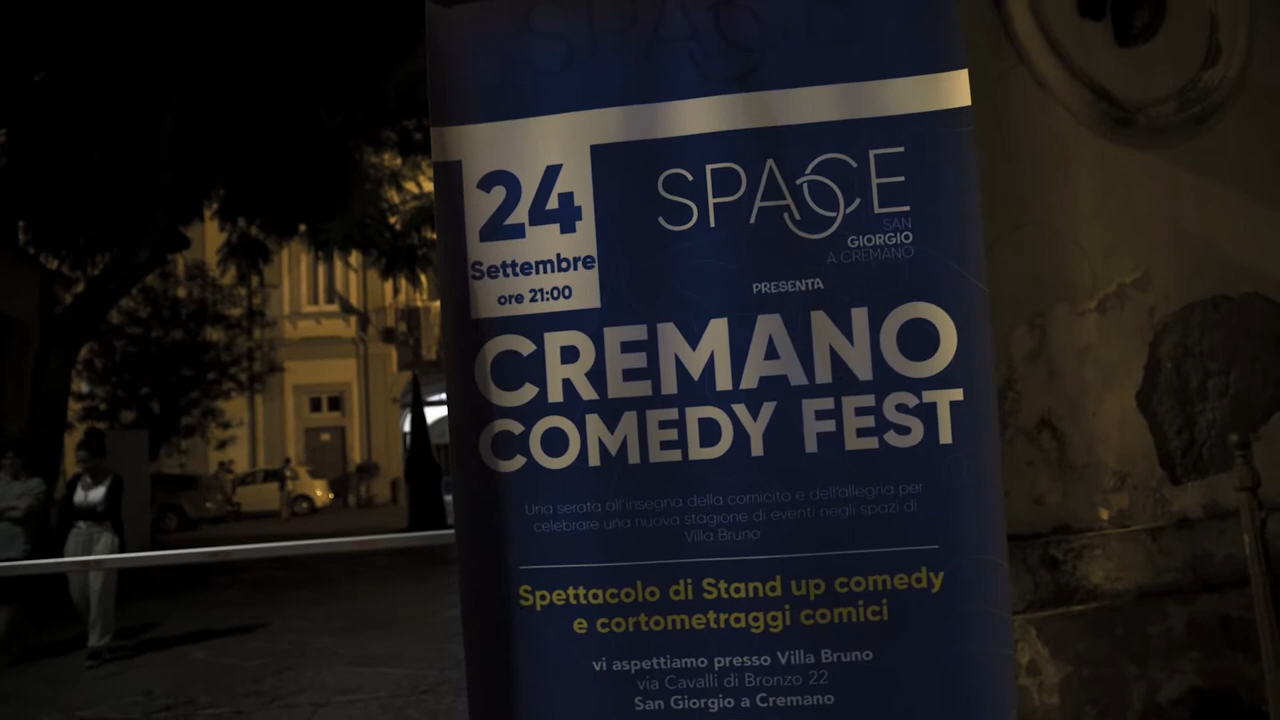 SPACE
24
Settembre
ore 21:00
SPACE
SAN
GIORGIO
A CREMANO
PRESENTA
CREMANO
COMEDY FEST
Una serata all'insegna della comicità e dell'allegria per
celebrare una nuova stagione di eventi negli spazi di
Villa Bruno
Spettacolo di Stand up comedy
e cortometraggi comici
vi aspettiamo presso Villa Bruno
via Cavalli di Bronzo 22
San Giorgio a Cremano